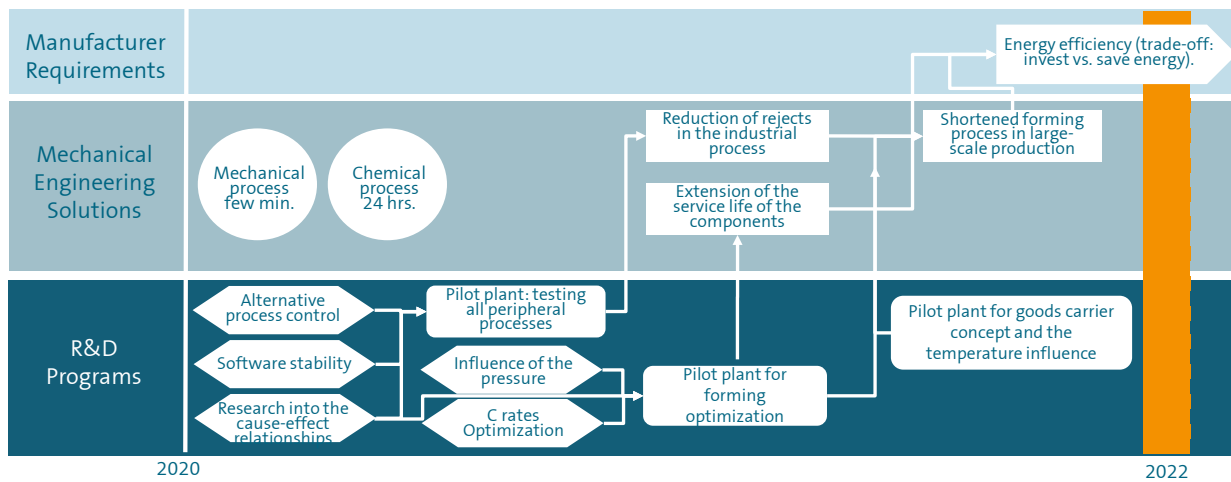 Manufacturer
Requirements
Energy efficiency (trade-off:
invest vs. save energy).
Mechanical
Engineering
Solutions
Mechanical
process
few min.
Chemical
process
24 hrs.
Reduction of rejects
in the industrial
process
Shortened forming
process in large-
scale production
Extension of the
service life of the
components
R&D
Programs
Alternative
process control
Software stability
Research into the
cause-effect
relationships
Pilot plant: testing
all peripheral
processes
Influence of the
pressure
C rates
Optimization
Pilot plant for
forming
optimization
Pilot plant for goods carrier
concept and the
temperature influence
2020
2022